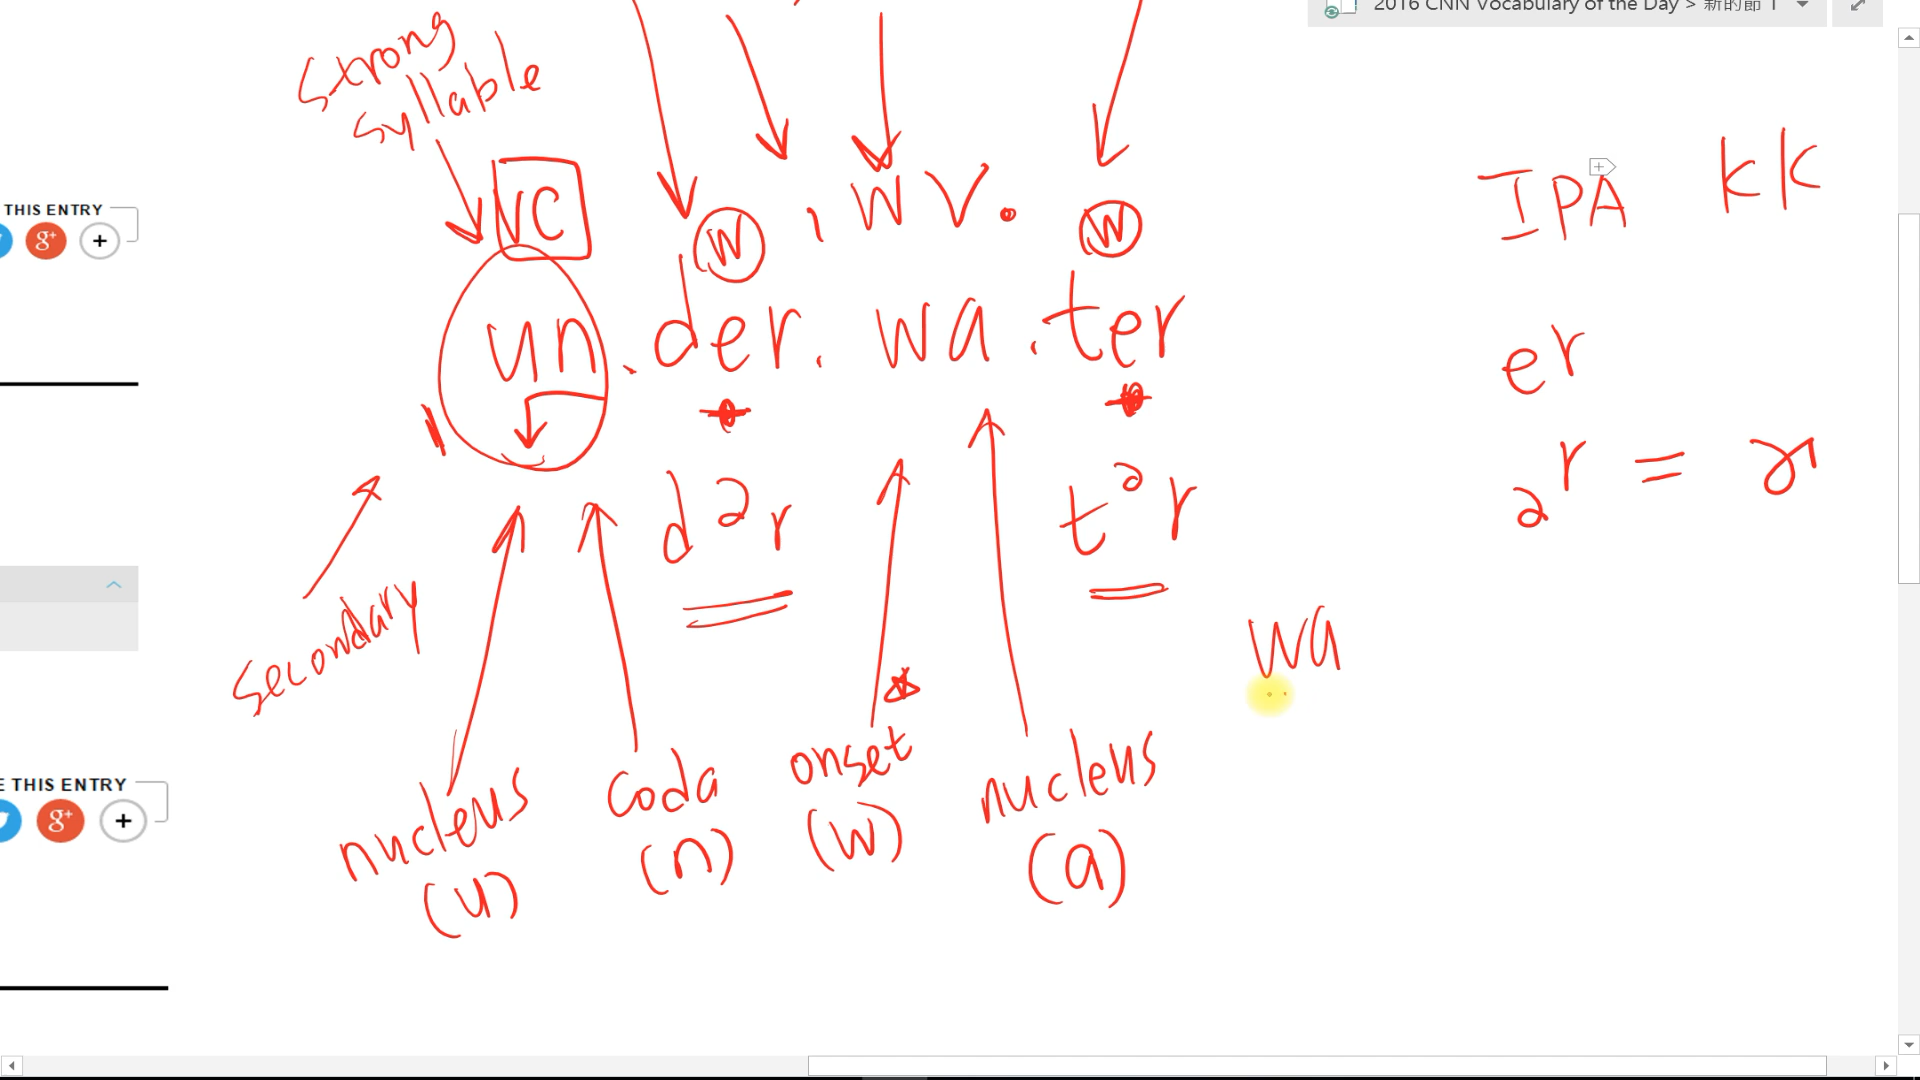 2016 CNN Vocabulary of the Day > 新的節 1
Strong
syllable
VC
W , W V . W
un . der . wa . ter
dər
tər
secondary
nucleus
(u)
coda
(n)
onset
(w)
nucleus
(a)
wa
IPA KK
er
ər = ɚ
THIS ENTRY
g+ +
E THIS ENTRY
g+ +